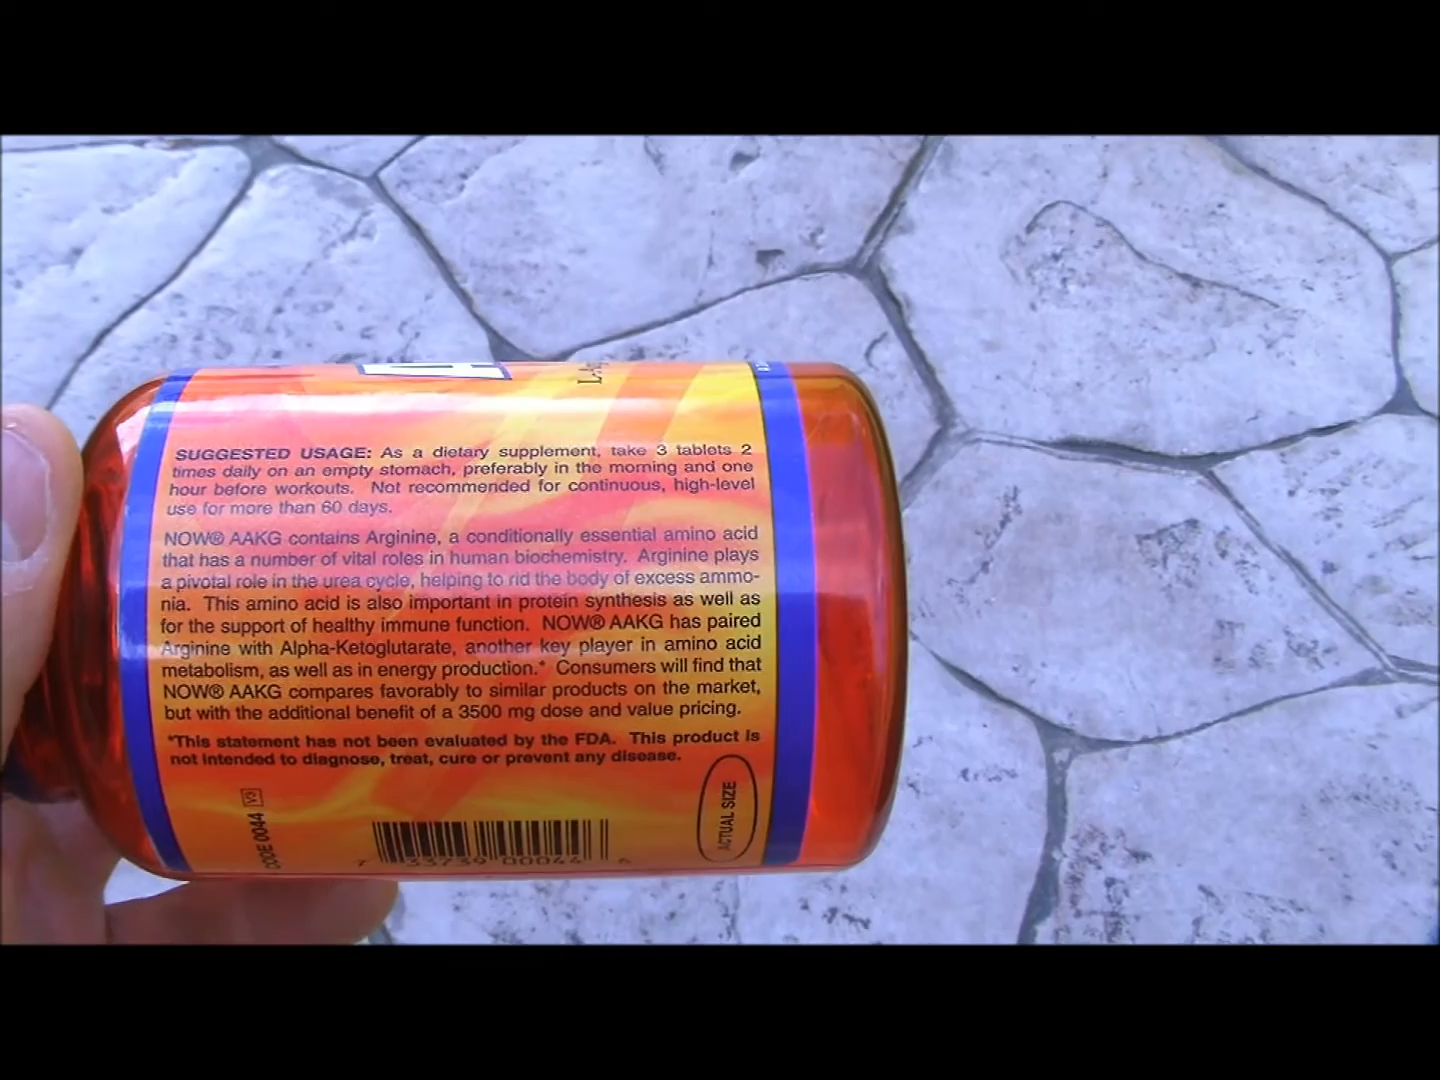 SUGGESTED USAGE: As a dietary supplement, take 3 tablets 2
times daily on an empty stomach, preferably in the morning and one
hour before workouts. Not recommended for continuous, high-level
use for more than 60 days.
NOW® AAKG contains Arginine, a conditionally essential amino acid
that has a number of vital roles in human biochemistry. Arginine plays
a pivotal role in the urea cycle, helping to rid the body of excess ammo-
nia. This amino acid is also important in protein synthesis as well as
for the support of healthy immune function. NOW® AAKG has paired
Arginine with Alpha-Ketoglutarate, another key player in amino acid
metabolism, as well as in energy production.* Consumers will find that
NOW® AAKG compares favorably to similar products on the market,
but with the additional benefit of a 3500 mg dose and value pricing.
*This statement has not been evaluated by the FDA. This product is
not intended to diagnose, treat, cure or prevent any disease.
CODE 0044 V9
ACTUAL SIZE
7 33739 00044 6